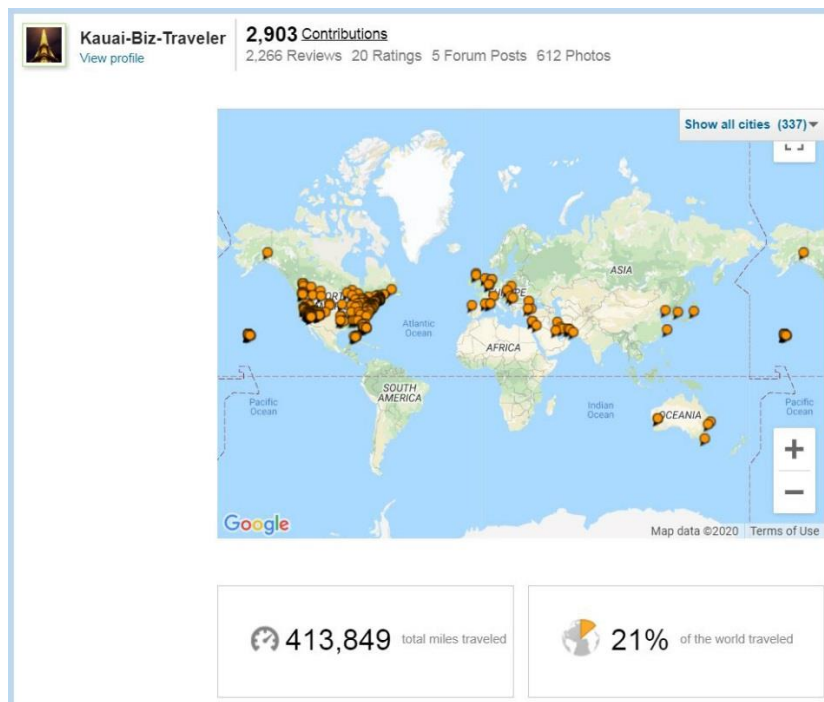 Kauai-Biz-Traveler
View profile
2,903 Contributions
2,266 Reviews 20 Ratings 5 Forum Posts 612 Photos
Show all cities (337)
ASIA
Atlantic
Ocean
AFRICA
SOUTH
AMERICA
Pacific
Ocean
Indian
Ocean
OCEANIA
Pacific
Ocean
+
−
Google
Map data ©2020 Terms of Use
413,849 total miles traveled
21% of the world traveled